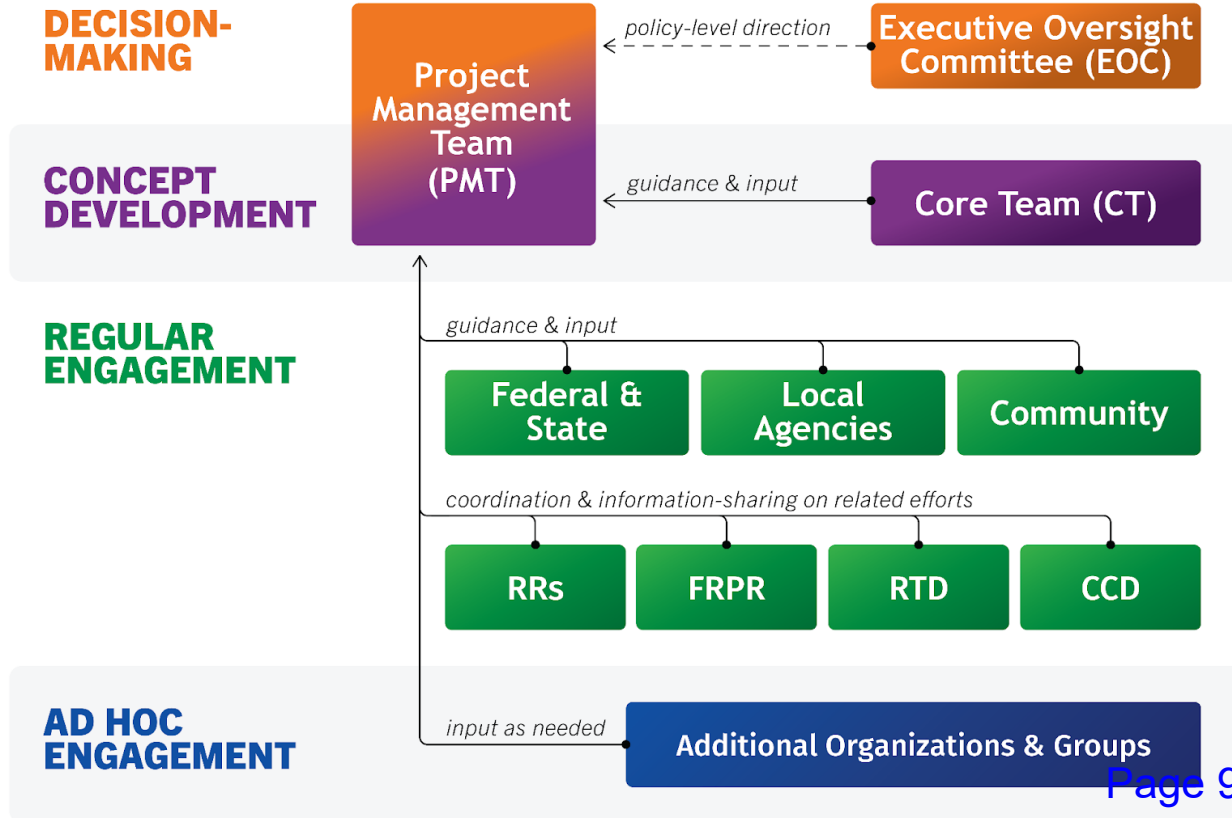 DECISION-
MAKING
Project
Management
Team
(PMT)
policy-level direction
Executive Oversight
Committee (EOC)
CONCEPT
DEVELOPMENT
guidance & input
Core Team (CT)
REGULAR
ENGAGEMENT
guidance & input
Federal &
State
Local
Agencies
Community
coordination & information-sharing on related efforts
RRs
FRPR
RTD
CCD
AD HOC
ENGAGEMENT
input as needed
Additional Organizations & Groups
Page 9